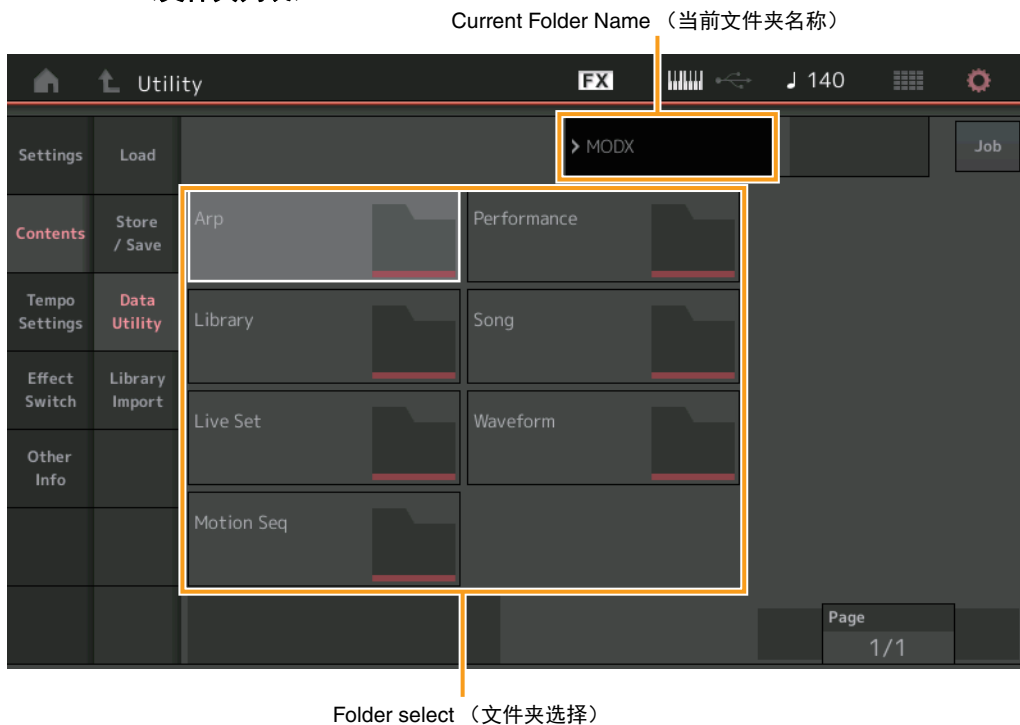 Current Folder Name （当前文件夹名称）
Utility
FX
140
Settings
Load
> MODX
Job
Contents
Store
/ Save
Arp
Performance
Tempo
Settings
Data
Utility
Library
Song
Effect
Switch
Library
Import
Live Set
Waveform
Other
Info
Motion Seq
Page
1/1
Folder select （文件夹选择）